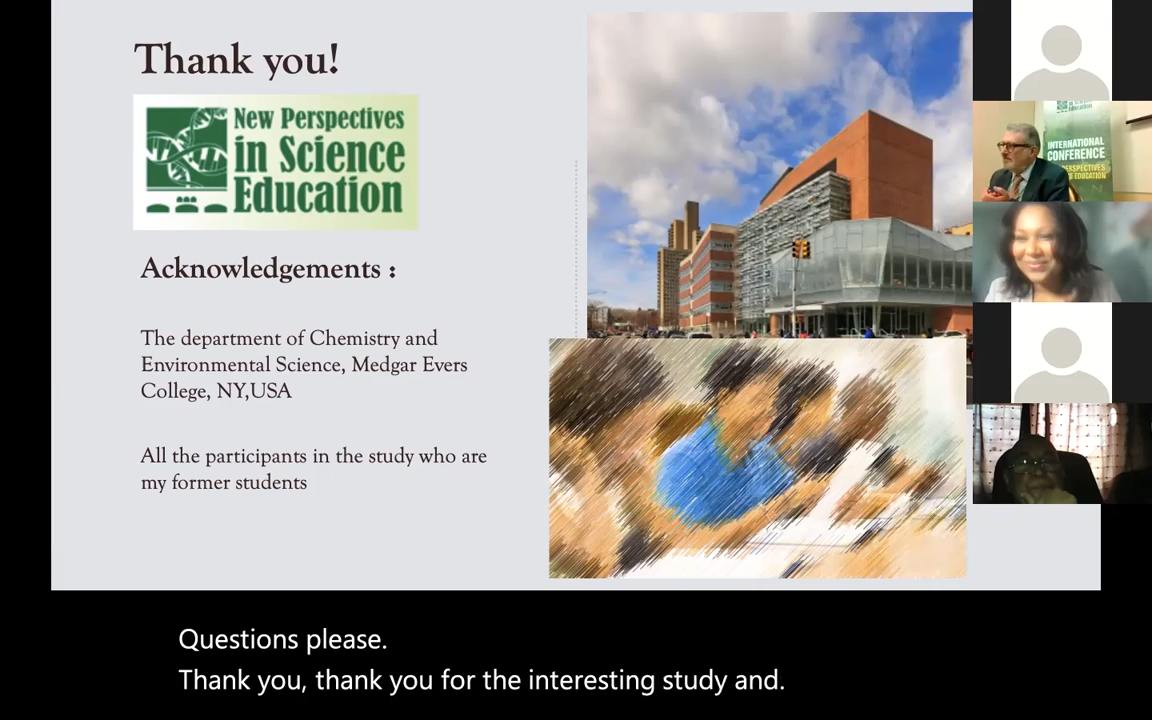 Thank you!
New Perspectives
in Science
Education
Acknowledgements :
The department of Chemistry and
Environmental Science, Medgar Evers
College, NY,USA
All the participants in the study who are
my former students
INTERNATIONAL
CONFERENCE
Questions please.
Thank you, thank you for the interesting study and.